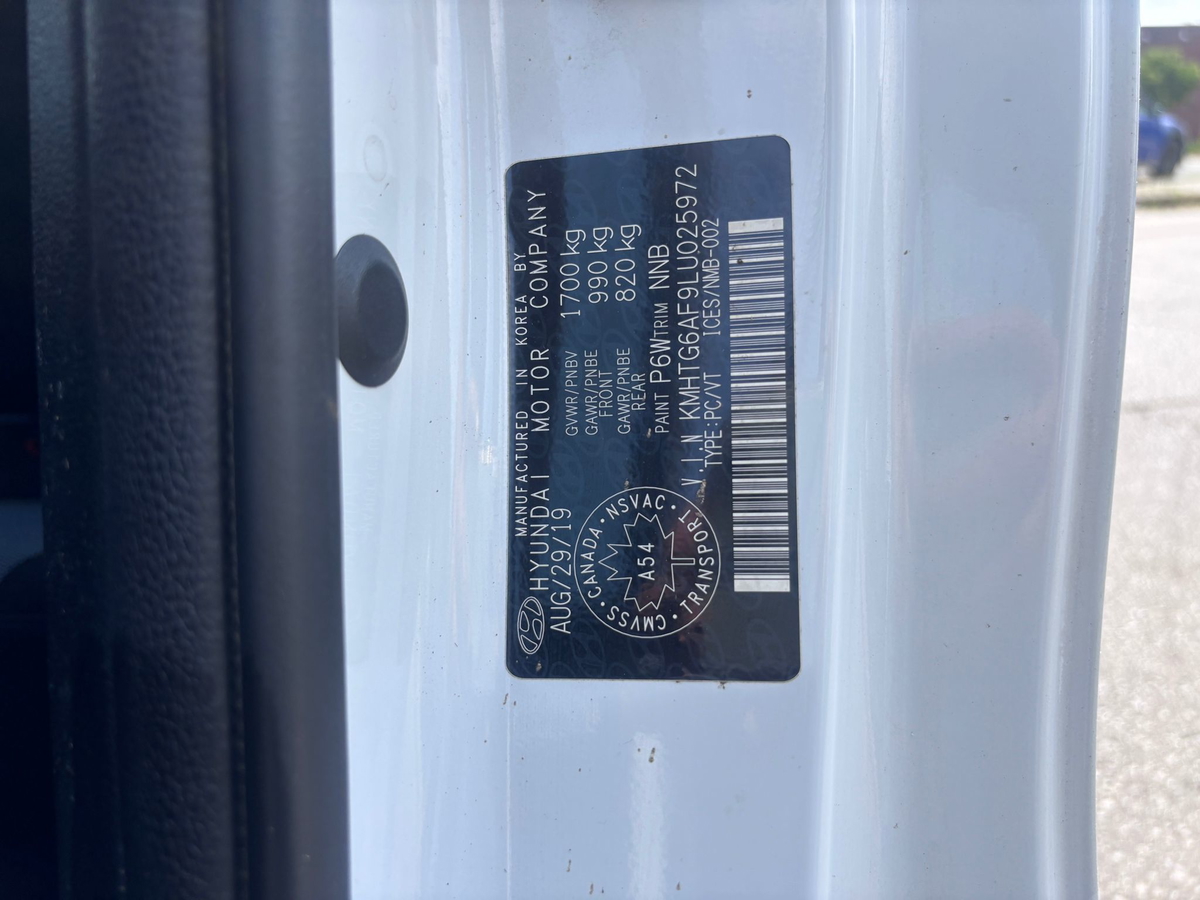 MANUFACTURED IN KOREA BY
HYUNDAI MOTOR COMPANY
AUG/29/19
GVWR/PNBV 1700 kg
GAWR/PNBE FRONT 990 kg
GAWR/PNBE REAR 820 kg
PAINT P6W TRIM NNB
V.I.N KMHTG6AF9LU025972
TYPE:PC/VT ICES/NMB-002
CANADA · NSVAC · TRANSPORT · CMVSS ·
A54